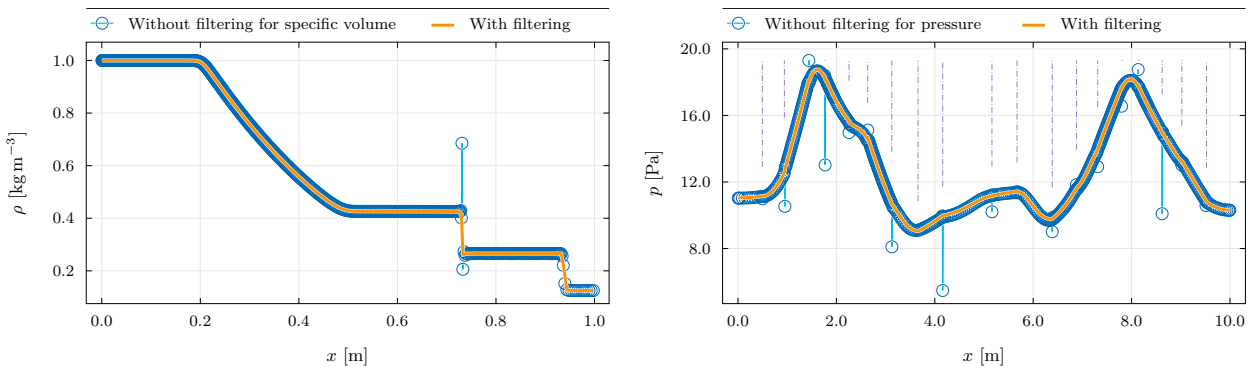 Without filtering for specific volume With filtering
1.0
0.8
0.6
0.4
0.2
ρ [kg m⁻³]
0.0 0.2 0.4 0.6 0.8 1.0
x [m]
Without filtering for pressure With filtering
20.0
16.0
12.0
8.0
p [Pa]
0.0 2.0 4.0 6.0 8.0 10.0
x [m]